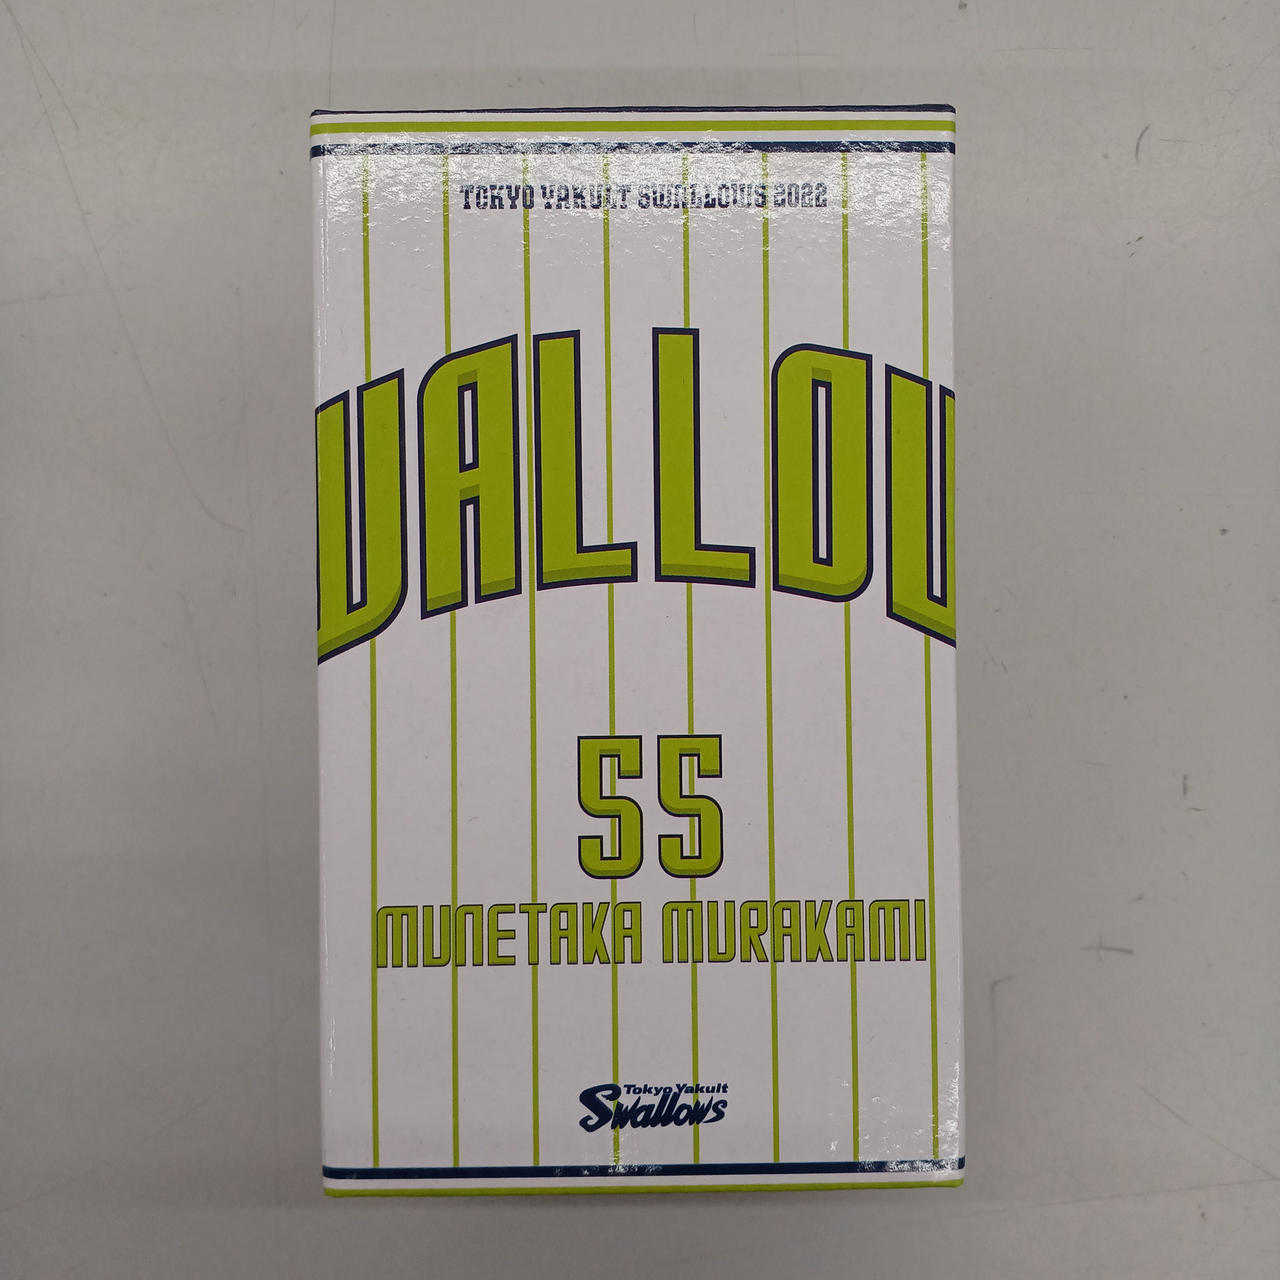 TOKYO YAKULT SWALLOWS 2022
WALLOW
55
MUNETAKA MURAKAMI
Tokyo Yakult
Swallows